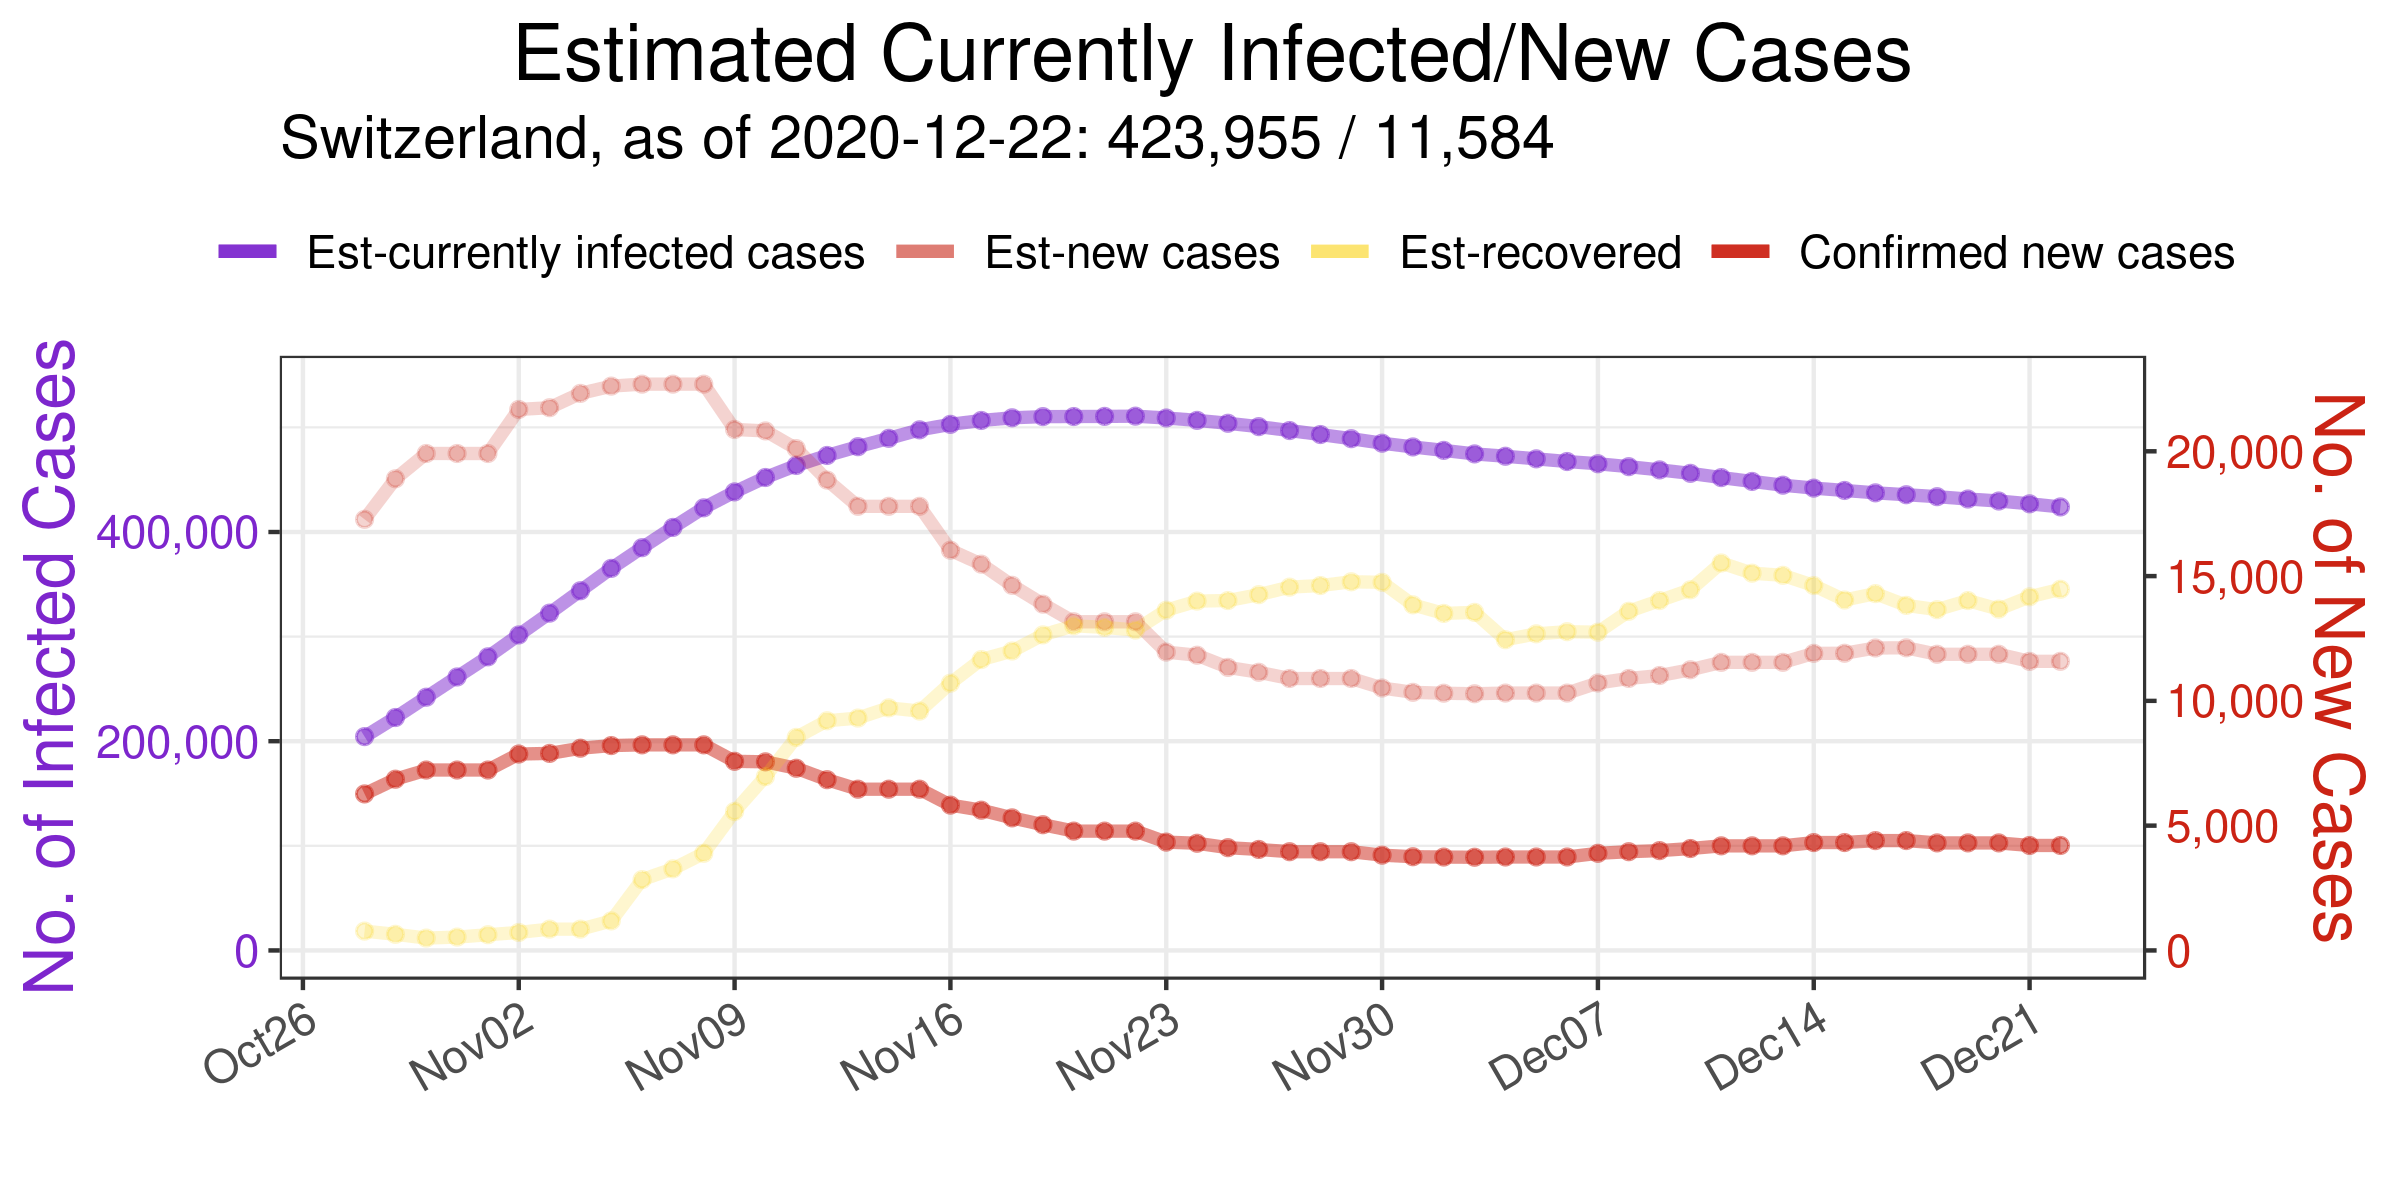 Estimated Currently Infected/New Cases
Switzerland, as of 2020-12-22: 423,955 / 11,584
Est-currently infected cases Est-new cases Est-recovered Confirmed new cases
No. of Infected Cases
400,000
200,000
0
No. of New Cases
20,000
15,000
10,000
5,000
0
Oct26 Nov02 Nov09 Nov16 Nov23 Nov30 Dec07 Dec14 Dec21